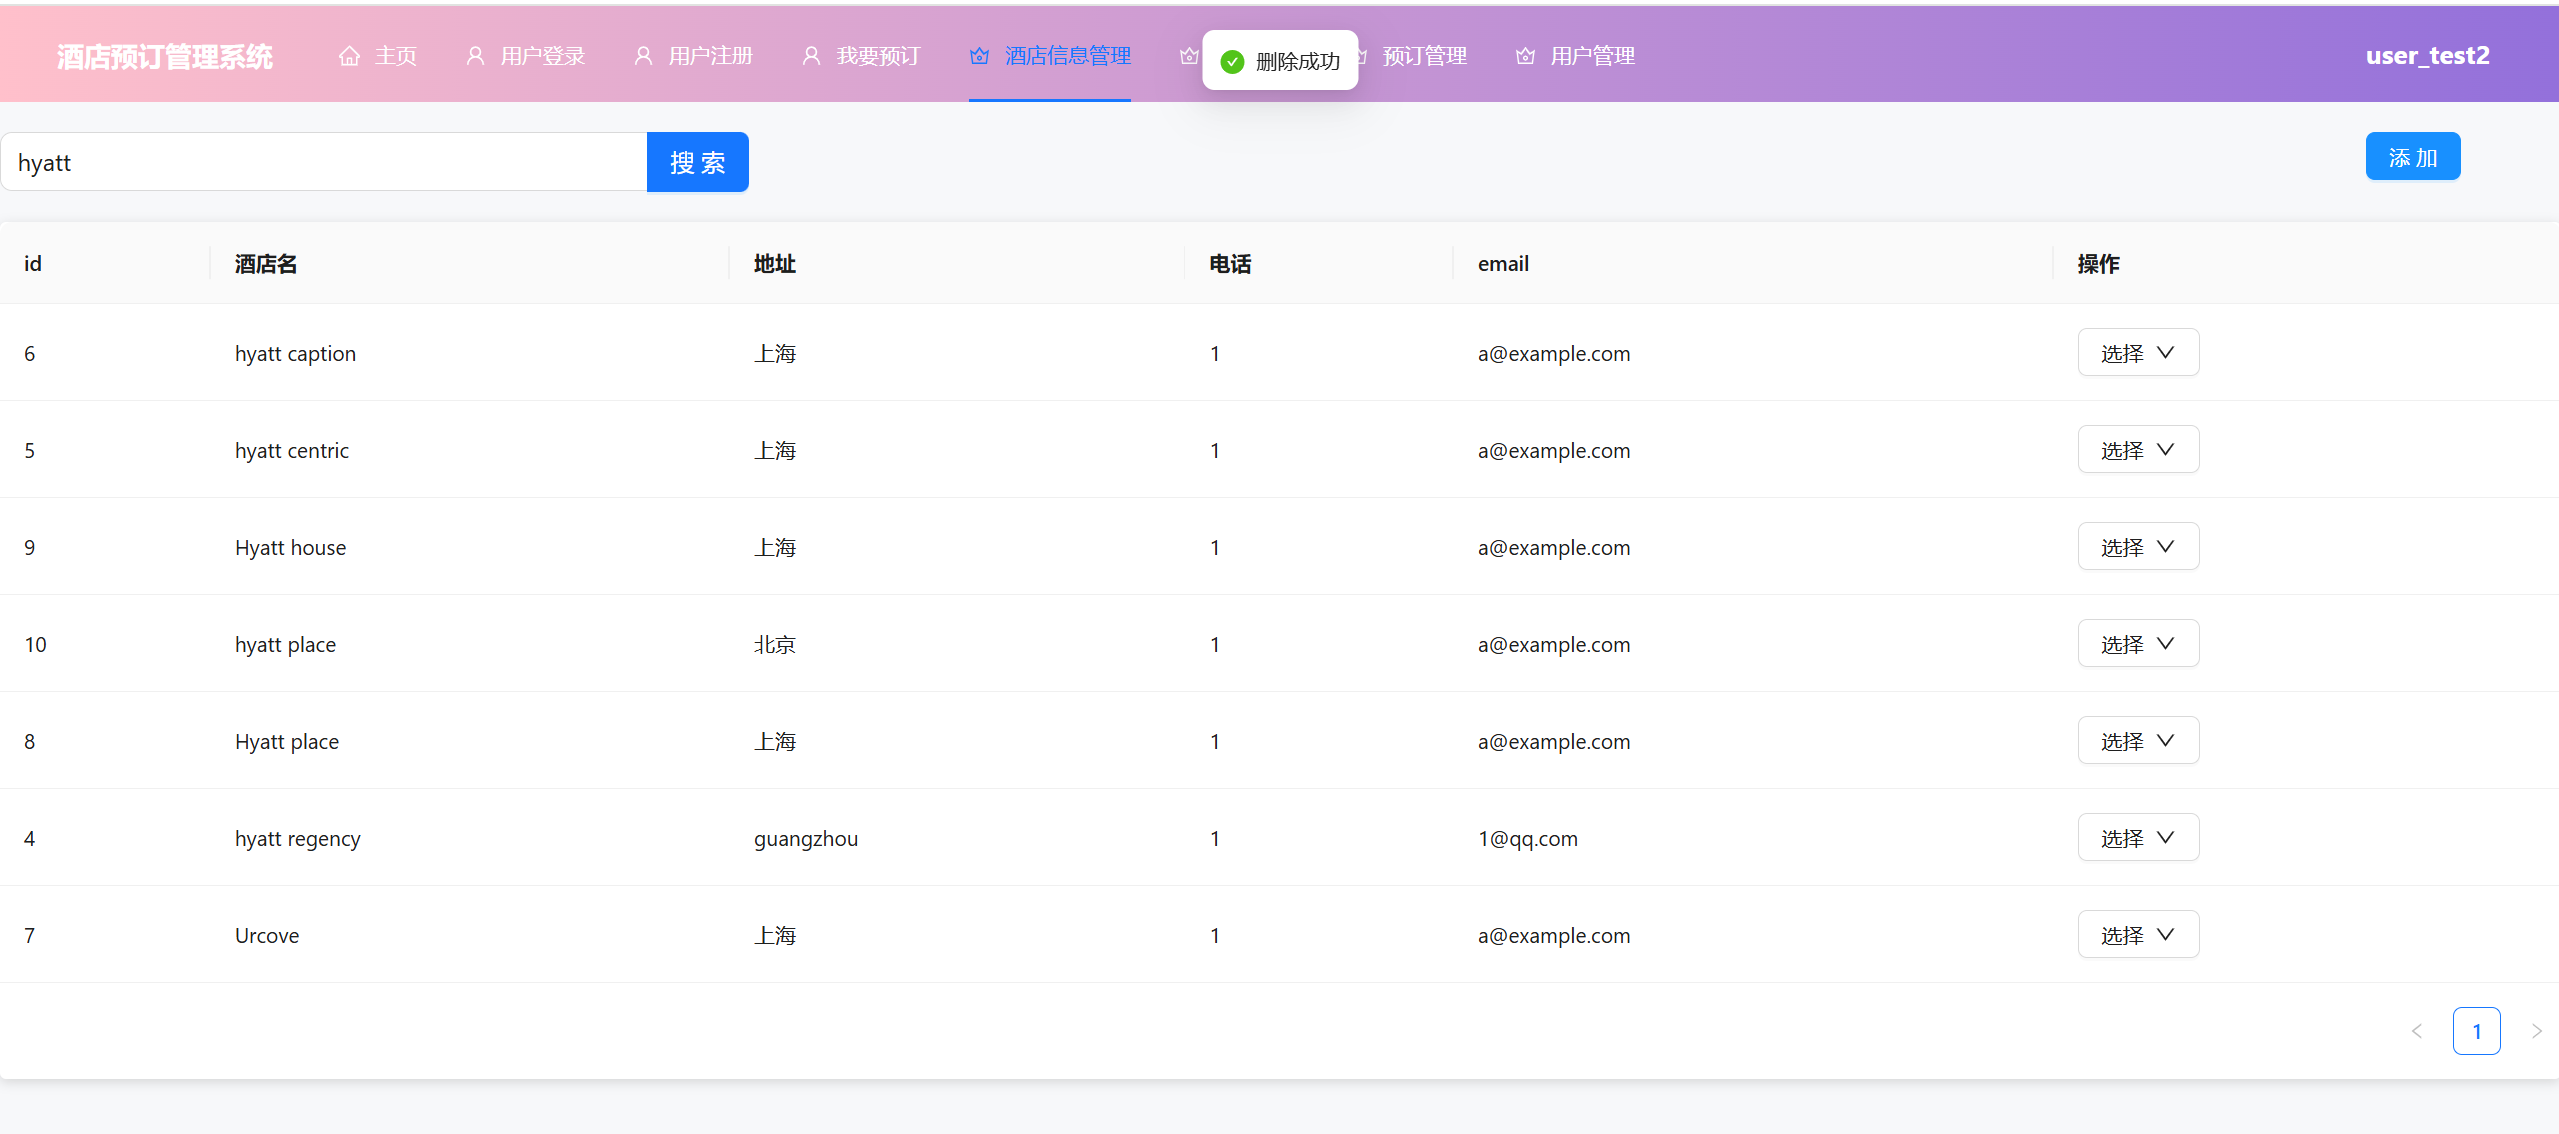 酒店预订管理系统 主页 用户登录 用户注册 我要预订 酒店信息管理 删除成功 预订管理 用户管理 user_test2
hyatt 搜 索 添 加
id 酒店名 地址 电话 email 操作
6 hyatt caption 上海 1 a@example.com 选择
5 hyatt centric 上海 1 a@example.com 选择
9 Hyatt house 上海 1 a@example.com 选择
10 hyatt place 北京 1 a@example.com 选择
8 Hyatt place 上海 1 a@example.com 选择
4 hyatt regency guangzhou 1 1@qq.com 选择
7 Urcove 上海 1 a@example.com 选择
1